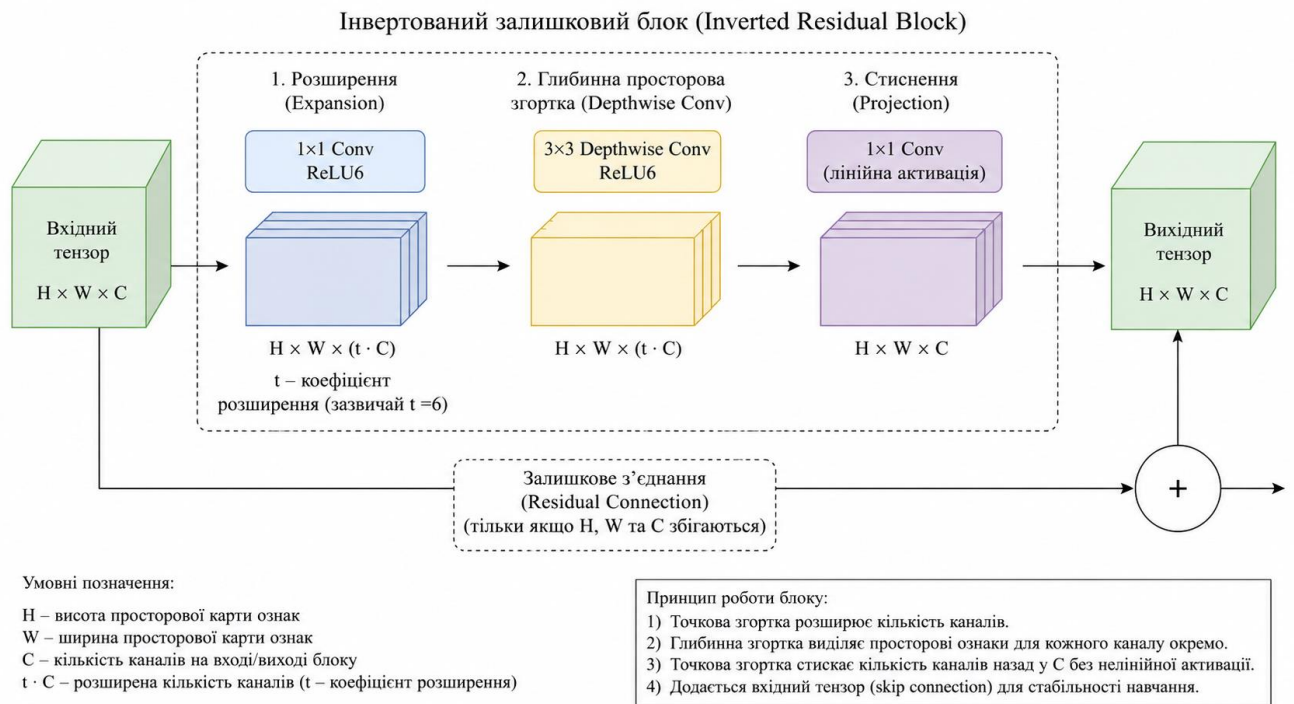 Інвертований залишковий блок (Inverted Residual Block)
1. Розширення
(Expansion)
1×1 Conv
ReLU6
2. Глибинна просторова
згортка (Depthwise Conv)
3×3 Depthwise Conv
ReLU6
3. Стиснення
(Projection)
1×1 Conv
(лінійна активація)
Вхідний
тензор
H × W × C
H × W × (t · C)
t – коефіцієнт
розширення (зазвичай t =6)
H × W × (t · C)
H × W × C
Вихідний
тензор
H × W × C
Залишкове з’єднання
(Residual Connection)
(тільки якщо H, W та C збігаються)
+
Умовні позначення:
H – висота просторової карти ознак
W – ширина просторової карти ознак
C – кількість каналів на вході/виході блоку
t · C – розширена кількість каналів (t – коефіцієнт розширення)
Принцип роботи блоку:
1) Точкова згортка розширює кількість каналів.
2) Глибинна згортка виділяє просторові ознаки для кожного каналу окремо.
3) Точкова згортка стискає кількість каналів назад у C без нелінійної активації.
4) Додається вхідний тензор (skip connection) для стабільності навчання.